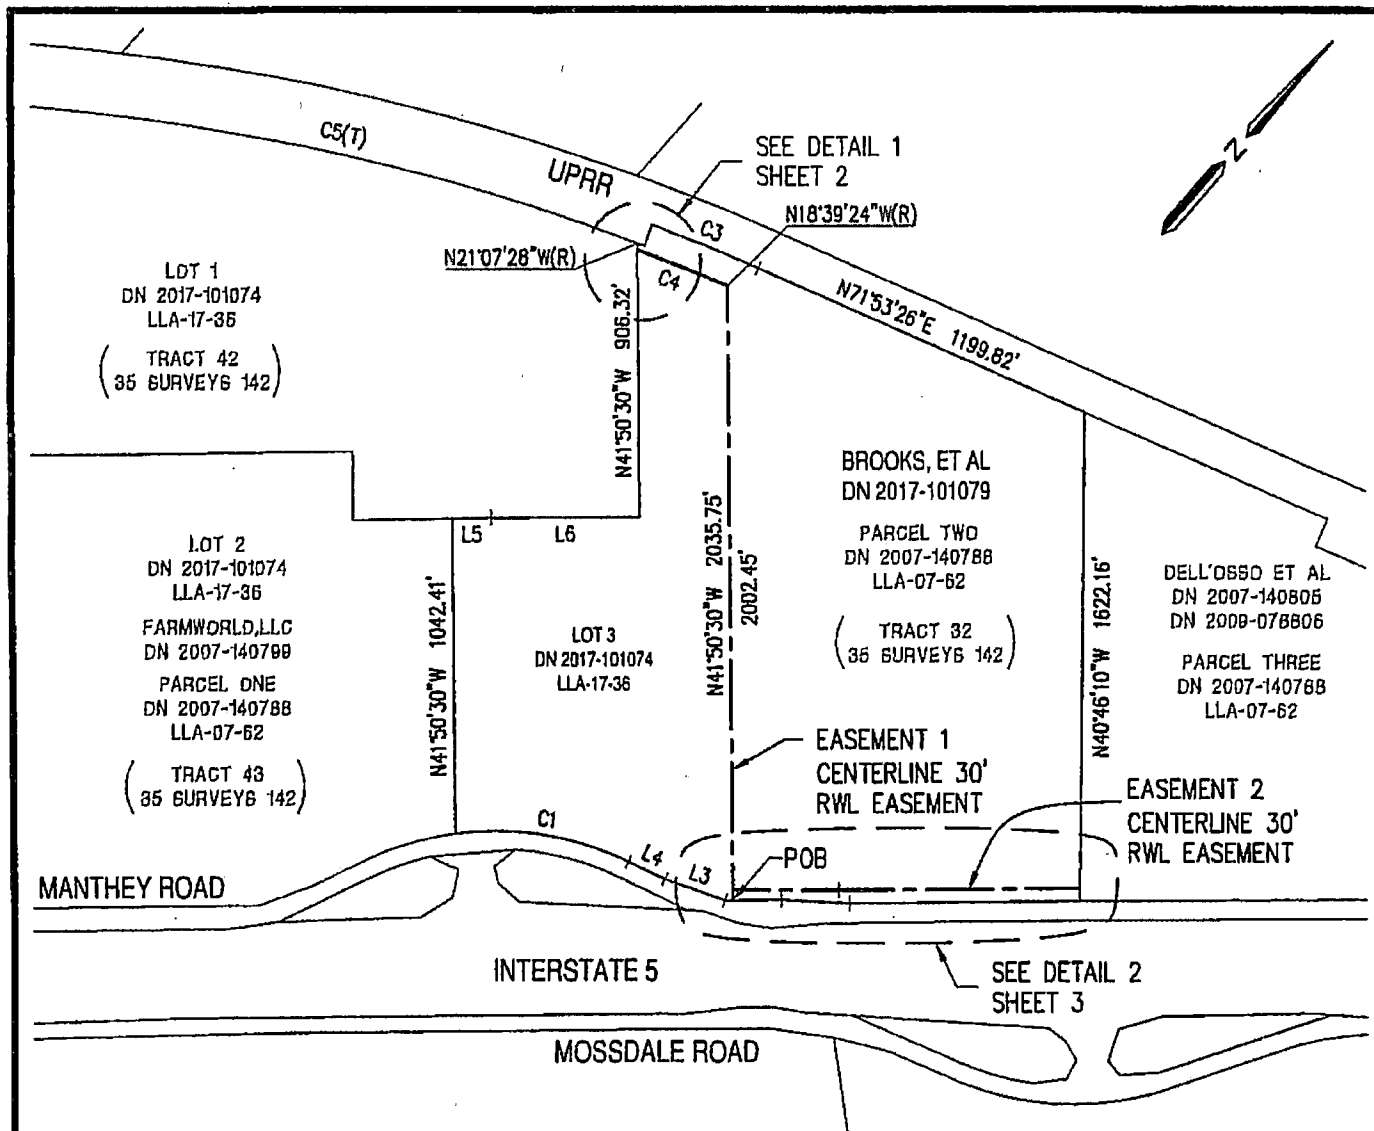 C5(T)
UPRR
SEE DETAIL 1
SHEET 2
N18°39'24"W(R)
C3
N21°07'28"W(R)
C4
Z
N71°53'26"E 1199.82'
LOT 1
DN 2017-101074
LLA-17-36
TRACT 42
(35 SURVEYS 142)
N41°50'30"W 906.32'
L5
L6
LOT 2
DN 2017-101074
LLA-17-36
FARMWORLD,LLC
DN 2007-140799
PARCEL ONE
DN 2007-140788
LLA-07-62
TRACT 43
(35 SURVEYS 142)
N41°50'30"W 1042.41'
LOT 3
DN 2017-101074
LLA-17-36
N41°50'30"W 2035.75'
2002.45'
BROOKS, ET AL
DN 2017-101079
PARCEL TWO
DN 2007-140788
LLA-07-62
TRACT 32
(35 SURVEYS 142)
N40°46'10"W 1622.16'
DELL'OSSO ET AL
DN 2007-140805
DN 2009-076806
PARCEL THREE
DN 2007-140788
LLA-07-62
EASEMENT 1
CENTERLINE 30'
RWL EASEMENT
EASEMENT 2
CENTERLINE 30'
RWL EASEMENT
C1
L4
L3
POB
MANTHEY ROAD
INTERSTATE 5
SEE DETAIL 2
SHEET 3
MOSSDALE ROAD